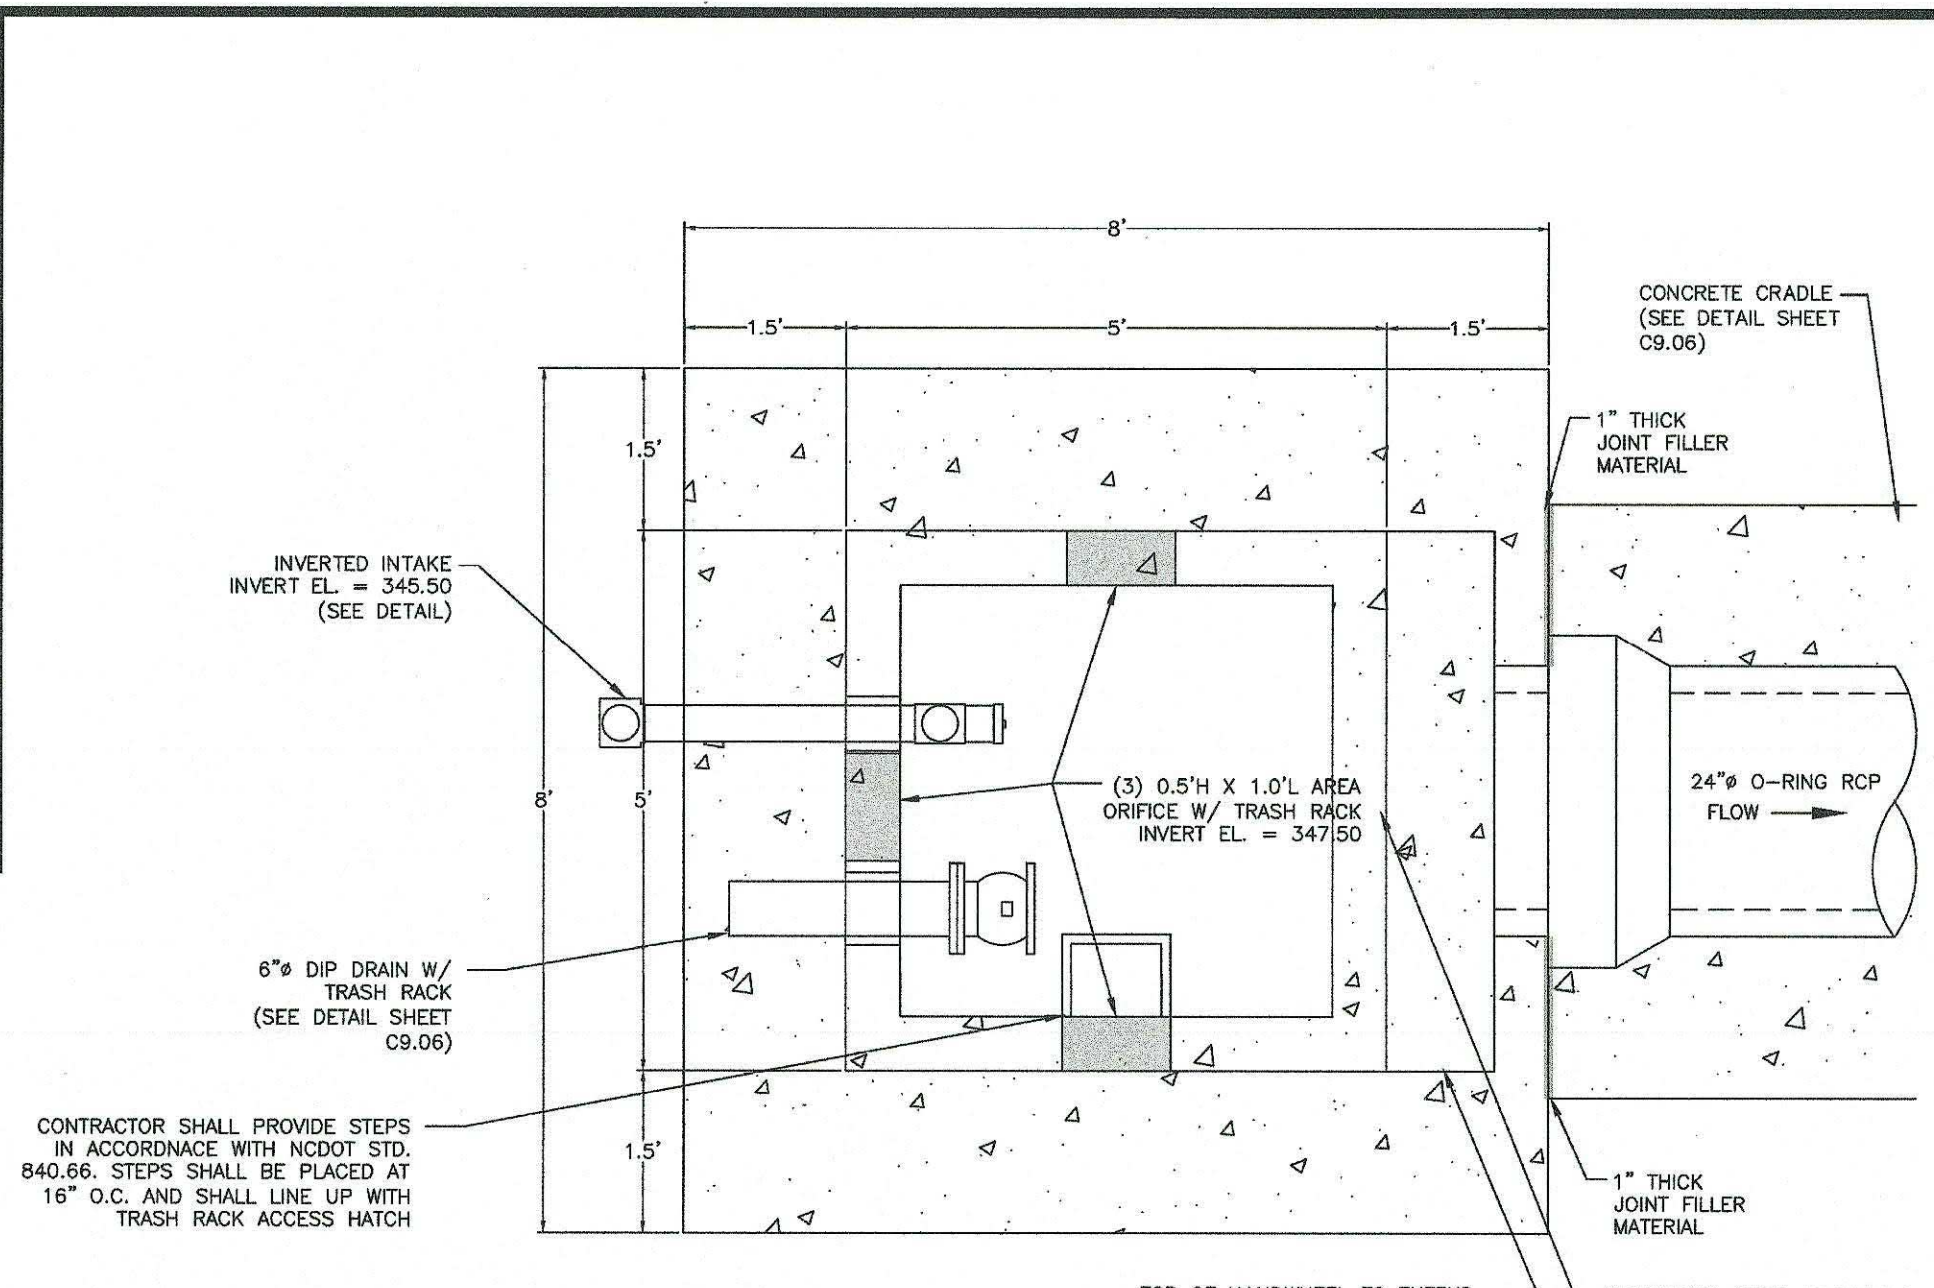 8'
1.5'
5'
1.5'
CONCRETE CRADLE
(SEE DETAIL SHEET
C9.06)
1" THICK
JOINT FILLER
MATERIAL
1.5'
INVERTED INTAKE
INVERT EL. = 345.50
(SEE DETAIL)
8'
5'
(3) 0.5'H X 1.0'L AREA
ORIFICE W/ TRASH RACK
INVERT EL. = 347.50
24"ø O-RING RCP
FLOW
6"ø DIP DRAIN W/
TRASH RACK
(SEE DETAIL SHEET
C9.06)
CONTRACTOR SHALL PROVIDE STEPS
IN ACCORDNACE WITH NCDOT STD.
840.66. STEPS SHALL BE PLACED AT
16" O.C. AND SHALL LINE UP WITH
TRASH RACK ACCESS HATCH
1.5'
1" THICK
JOINT FILLER
MATERIAL